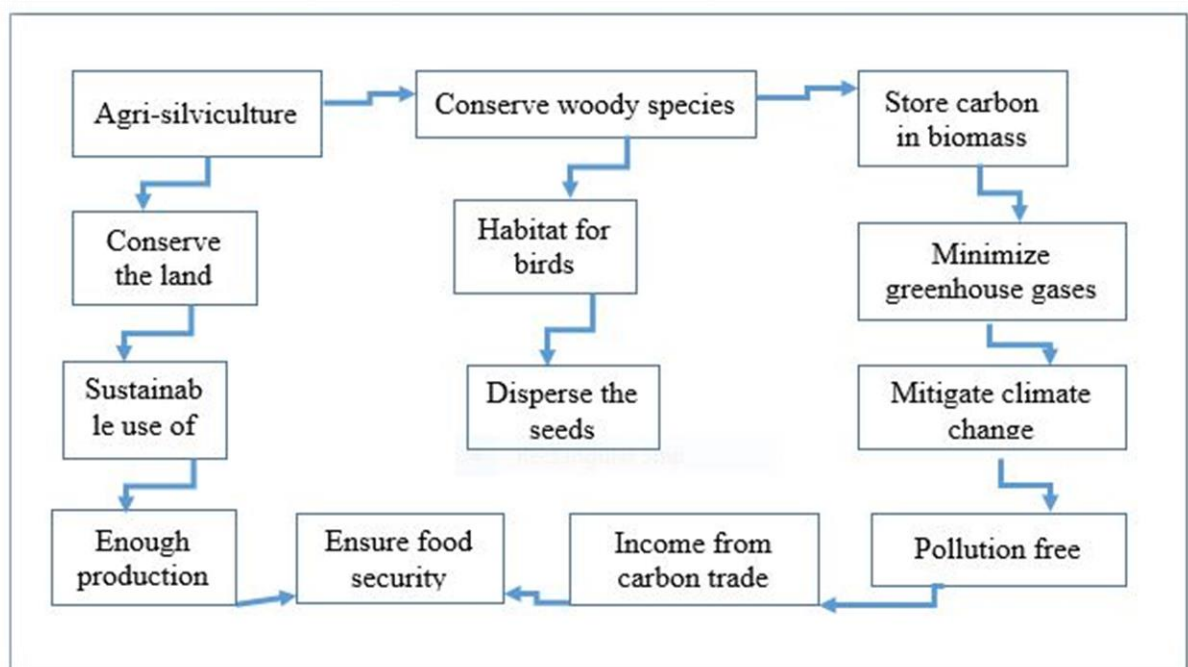 Agri-silviculture
Conserve woody species
Store carbon
in biomass
Conserve
the land
Habitat for
birds
Minimize
greenhouse gases
Sustainab
le use of
Disperse the
seeds
Mitigate climate
change
Enough
production
Ensure food
security
Income from
carbon trade
Pollution free